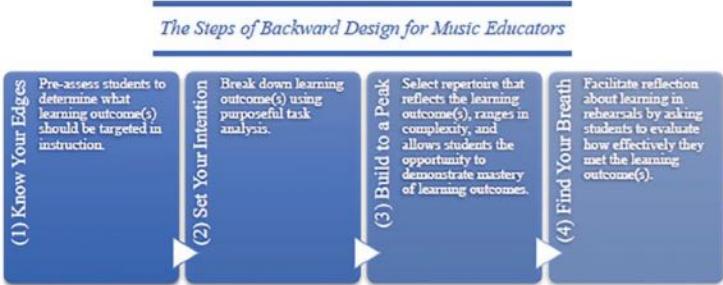 The Steps of Backward Design for Music Educators
(1) Know Your Edges
Pre-assess students to
determine what
learning outcome(s)
should be targeted in
instruction.
(2) Set Your Intention
Break down learning
outcome(s) using
purposeful task
analysis.
(3) Build to a Peak
Select repertoire that
reflects the learning
outcome(s), ranges in
complexity, and
allows students the
opportunity to
demonstrate mastery
of learning outcomes.
(4) Find Your Breath
Facilitate reflection
about learning in
rehearsals by asking
students to evaluate
how effectively they
met the learning
outcome(s).